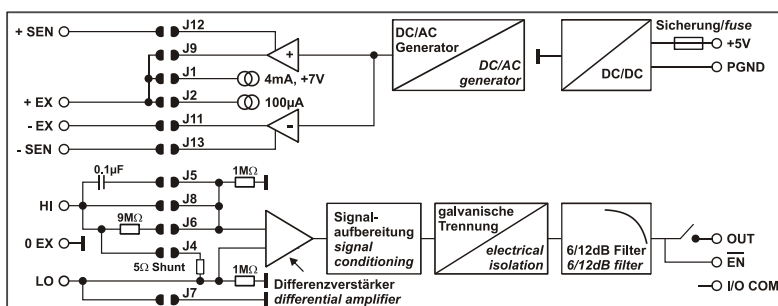 + SEN
J12
J9
J1
4mA, +7V
+ EX
J2
100µA
- EX
J11
- SEN
J13
+
-
DC/AC
Generator
DC/AC
generator
DC/DC
Sicherung/fuse
+5V
PGND
0.1µF
J5
1MΩ
HI
J8
9MΩ
J6
0 EX
J4
5Ω Shunt
1MΩ
LO
J7
Differenzverstärker
differential amplifier
Signal-
aufbereitung
signal
conditioning
galvanische
Trennung
electrical
isolation
6/12dB Filter
6/12dB filter
OUT
EN
I/O COM